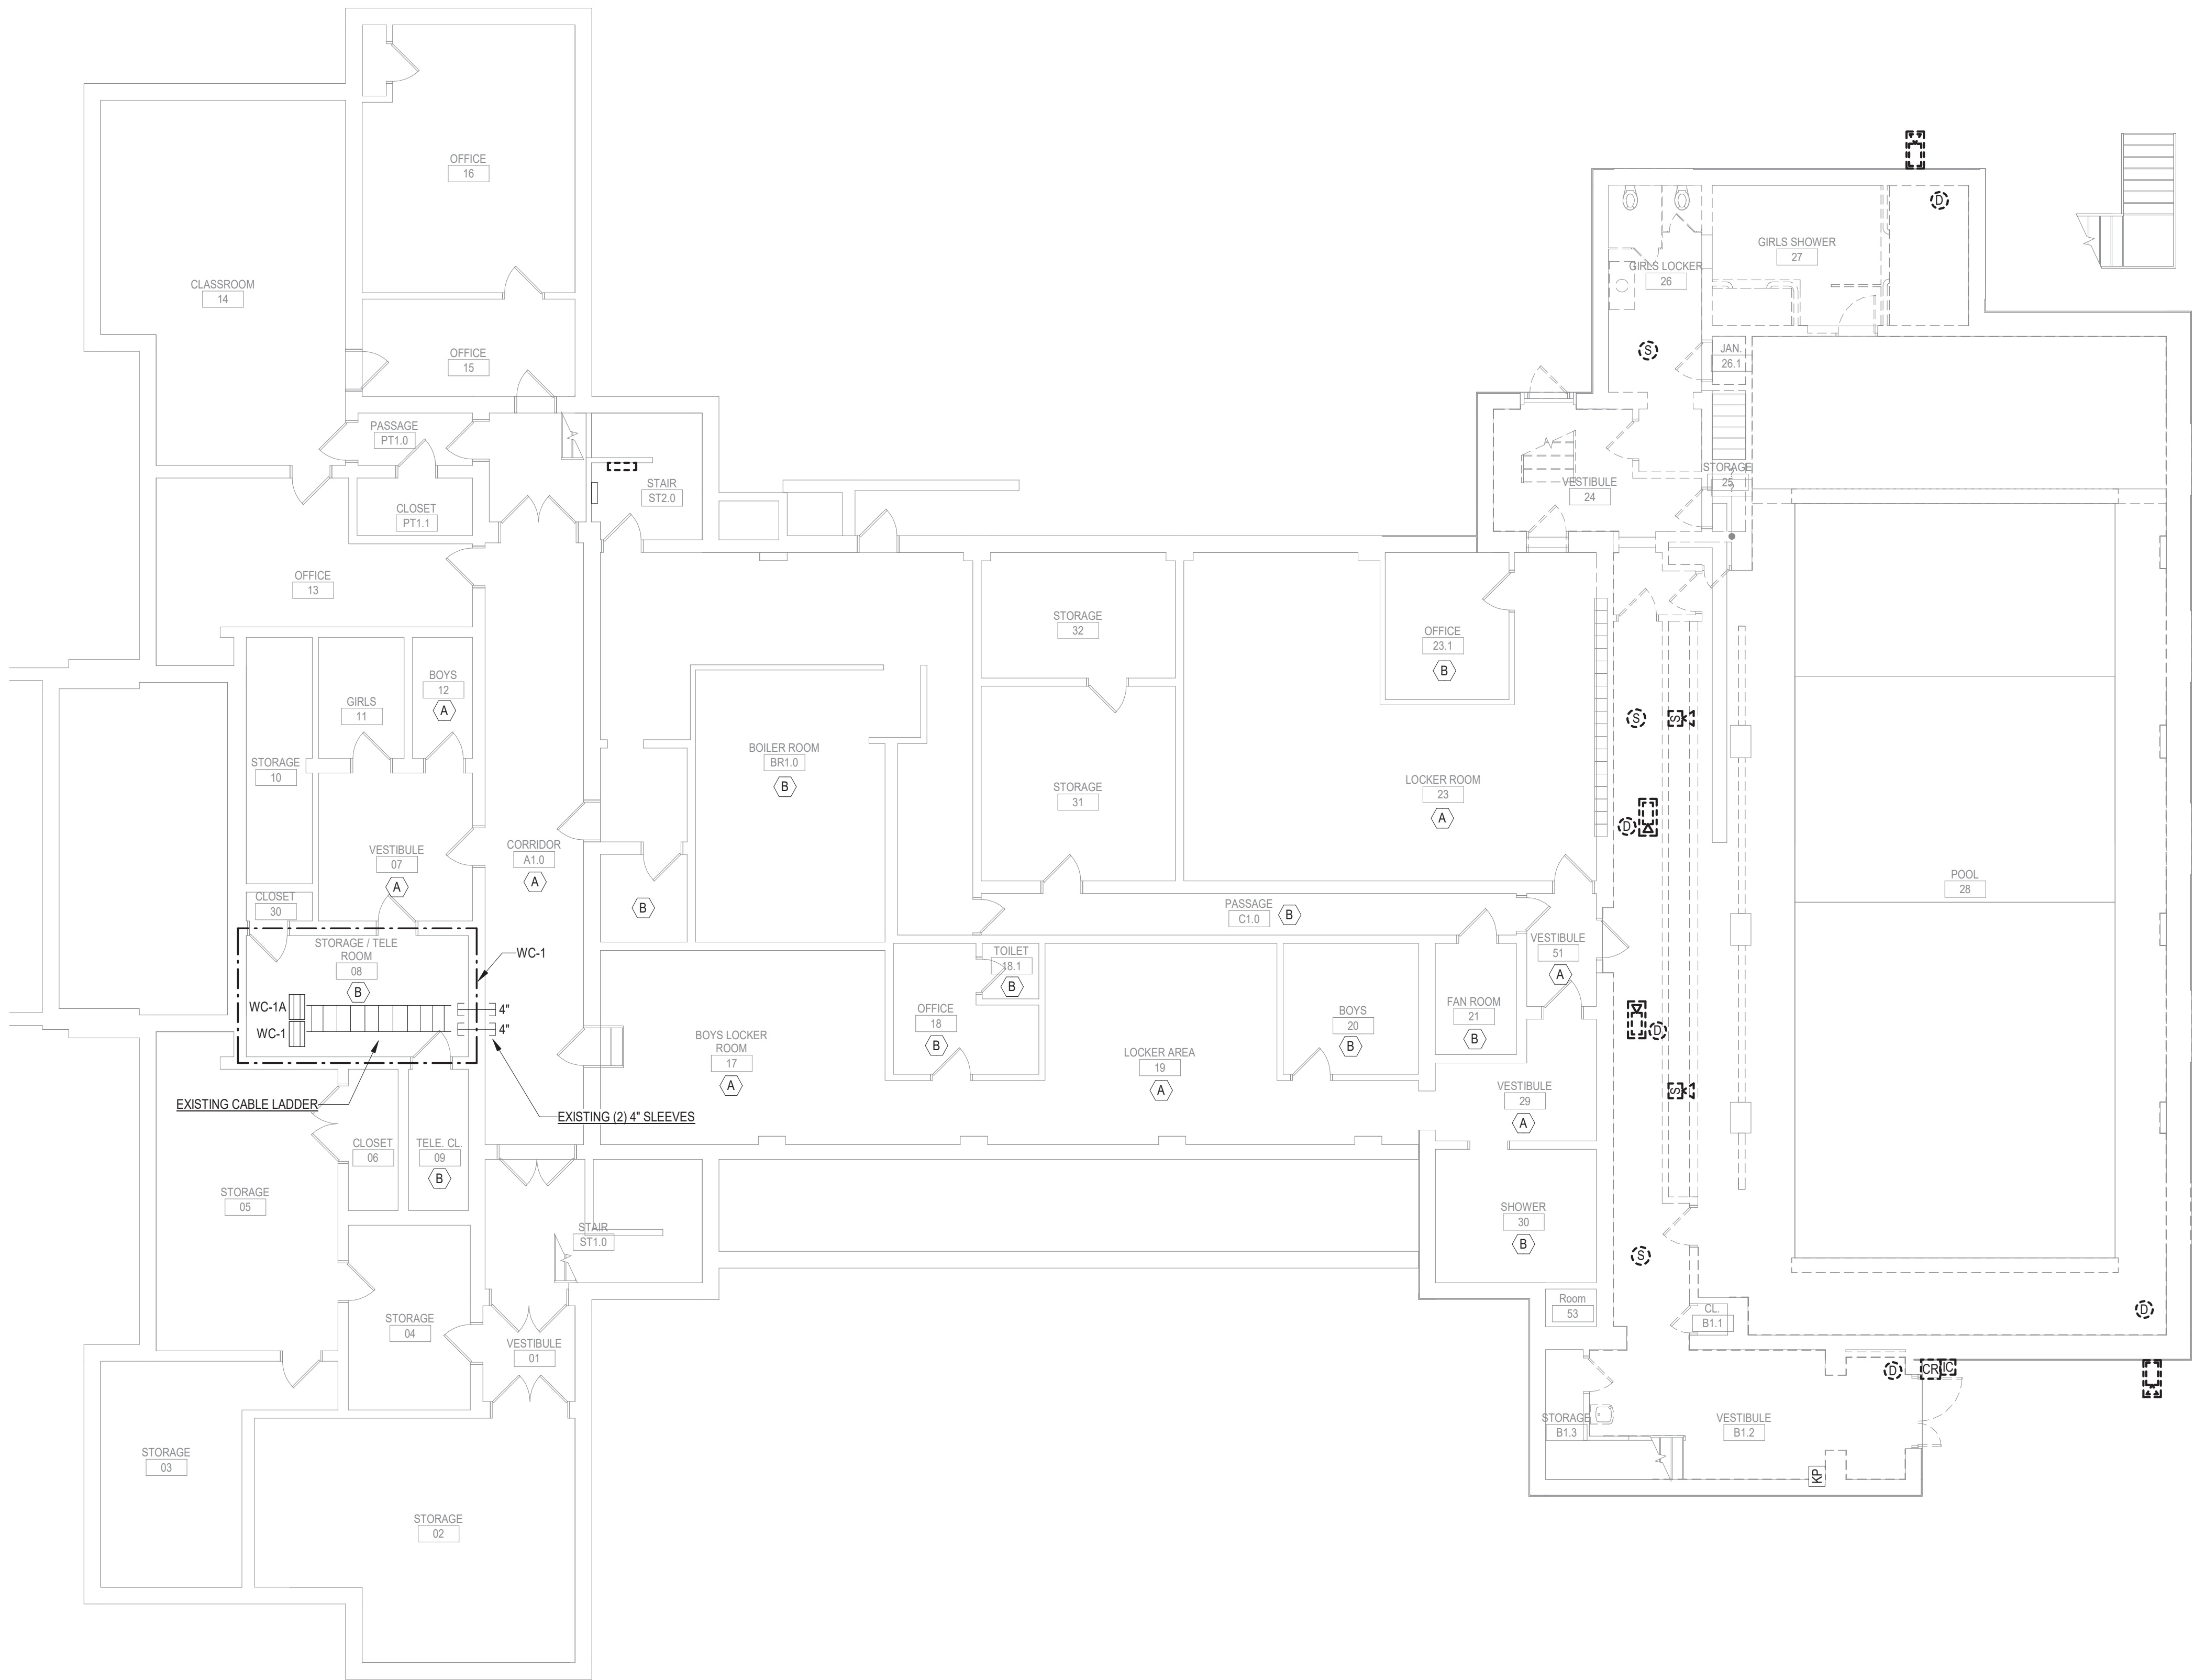 OFFICE
16
D
GIRLS SHOWER
27
GIRLS LOCKER
26
CLASSROOM
14
OFFICE
15
S
JAN.
26.1
PASSAGE
PT1.0
STAIR
ST2.0
STORAGE
25
VESTIBULE
24
CLOSET
PT1.1
OFFICE
13
STORAGE
32
OFFICE
23.1
B
BOYS
12
A
GIRLS
11
S
S
BOILER ROOM
BR1.0
B
STORAGE
10
STORAGE
31
LOCKER ROOM
23
A
D
CORRIDOR
A1.0
A
VESTIBULE
07
A
POOL
28
CLOSET
30
B
PASSAGE
C1.0
B
STORAGE / TELE
ROOM
08
B
WC-1
TOILET
18.1
B
VESTIBULE
51
A
WC-1A
4"
WC-1
4"
OFFICE
18
B
BOYS
20
B
FAN ROOM
21
B
D
BOYS LOCKER
ROOM
17
A
LOCKER AREA
19
A
S
VESTIBULE
29
A
EXISTING CABLE LADDER
EXISTING (2) 4" SLEEVES
CLOSET
06
TELE. CL.
09
B
STORAGE
05
SHOWER
30
B
STAIR
ST1.0
S
Room
53
CL.
B1.1
D
STORAGE
04
VESTIBULE
01
D
CR
IC
STORAGE
B1.3
VESTIBULE
B1.2
STORAGE
03
KP
STORAGE
02